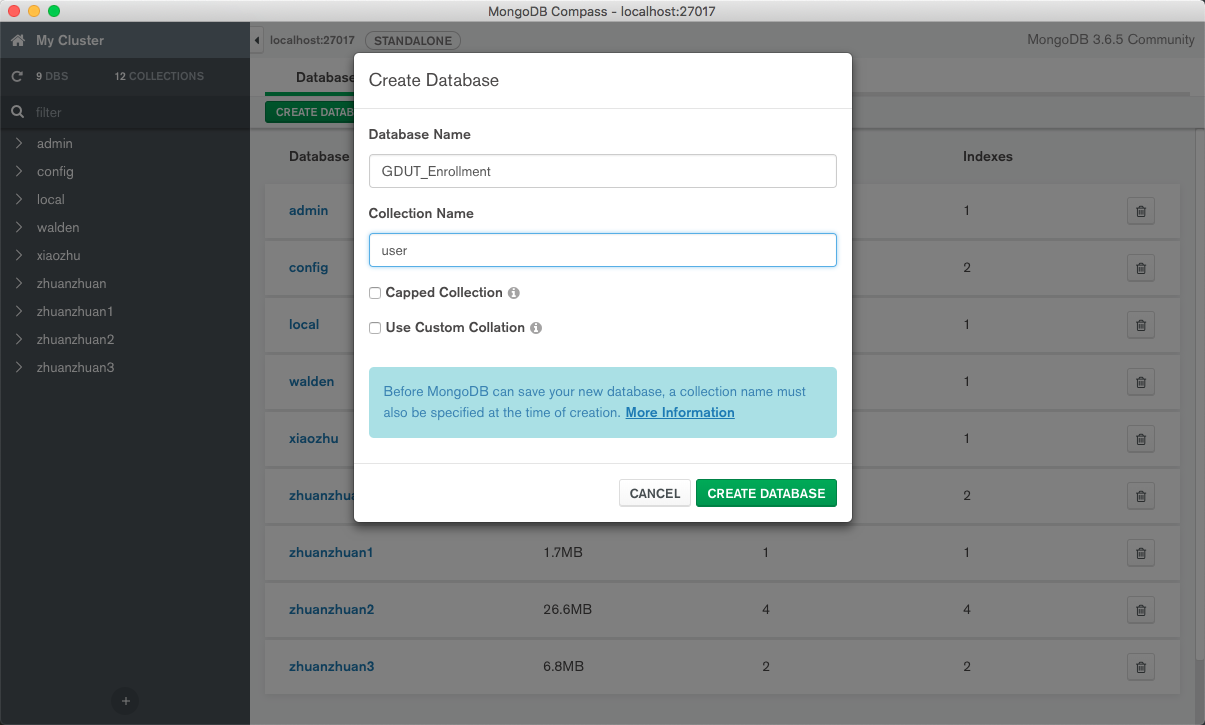 MongoDB Compass - localhost:27017
My Cluster
localhost:27017 STANDALONE
MongoDB 3.6.5 Community
9 DBS 12 COLLECTIONS
filter
admin
config
local
walden
xiaozhu
zhuanzhuan
zhuanzhuan1
zhuanzhuan2
zhuanzhuan3
Database
CREATE DATAB
Database Indexes
admin 1
config 2
local 1
walden 1
xiaozhu 1
zhuanzhua 2
zhuanzhuan1 1.7MB 1 1
zhuanzhuan2 26.6MB 4 4
zhuanzhuan3 6.8MB 2 2
Create Database
Database Name
GDUT_Enrollment
Collection Name
user
Capped Collection
Use Custom Collation
Before MongoDB can save your new database, a collection name must
also be specified at the time of creation. More Information
CANCEL CREATE DATABASE